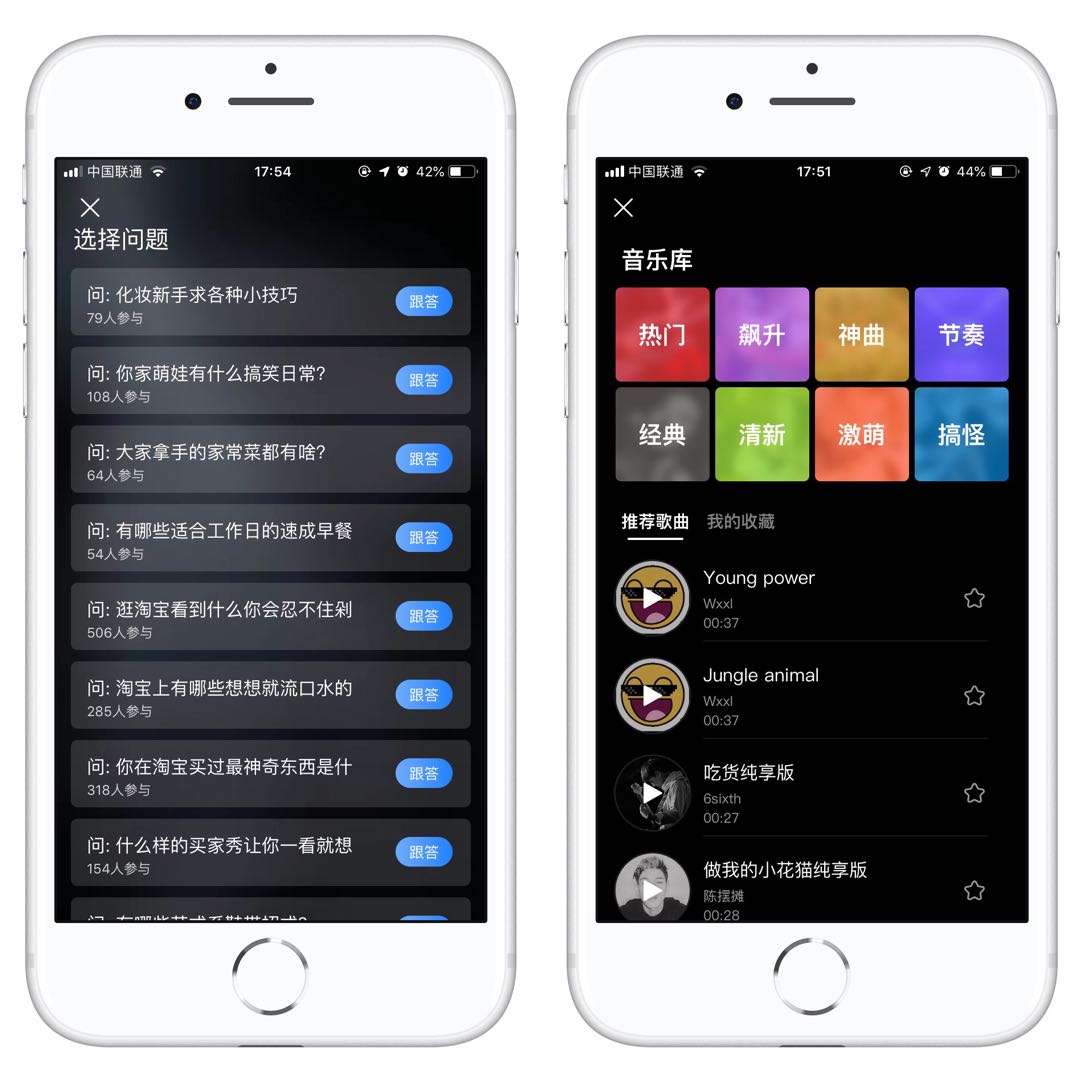 中国联通
17:54
42%
选择问题
问: 化妆新手求各种小技巧
79人参与
跟答
问: 你家萌娃有什么搞笑日常?
108人参与
跟答
问: 大家拿手的家常菜都有啥?
64人参与
跟答
问: 有哪些适合工作日的速成早餐
54人参与
跟答
问: 逛淘宝看到什么你会忍不住剁
506人参与
跟答
问: 淘宝上有哪些想想就流口水的
285人参与
跟答
问: 你在淘宝买过最神奇东西是什
318人参与
跟答
问: 什么样的买家秀让你一看就想
154人参与
跟答
中国联通
17:51
44%
音乐库
热门
飙升
神曲
节奏
经典
清新
激萌
搞怪
推荐歌曲 我的收藏
Young power
Wxxl
00:37
Jungle animal
Wxxl
00:37
吃货纯享版
6sixth
00:27
做我的小花猫纯享版
陈摆摊
00:28